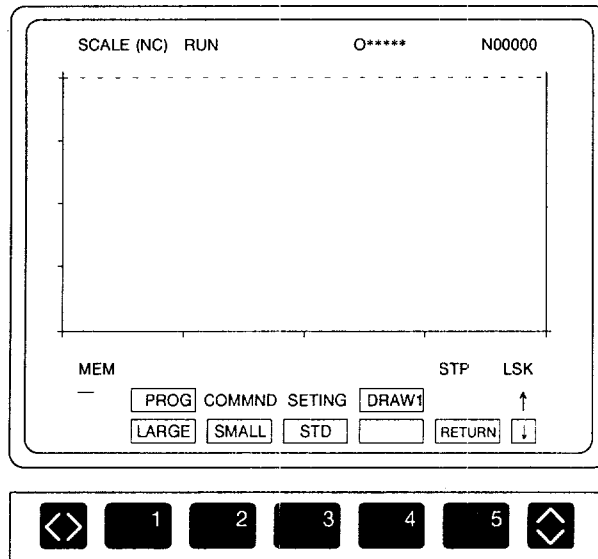 SCALE (NC) RUN O***** N00000
MEM STP LSK
PROG COMMND SETING DRAW1 ↑
LARGE SMALL STD RETURN ↓
1 2 3 4 5